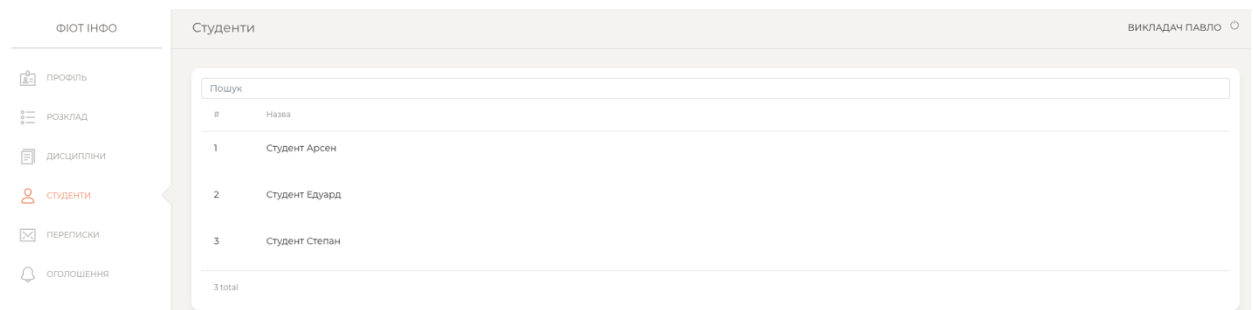 ФІОТ ІНФО
ПРОФІЛЬ
РОЗКЛАД
ДИСЦИПЛІНИ
СТУДЕНТИ
ПЕРЕПИСКИ
ОГОЛОШЕННЯ
Студенти
ВИКЛАДАЧ ПАВЛО
Пошук
# Назва
1 Студент Арсен
2 Студент Едуард
3 Студент Степан
3 total